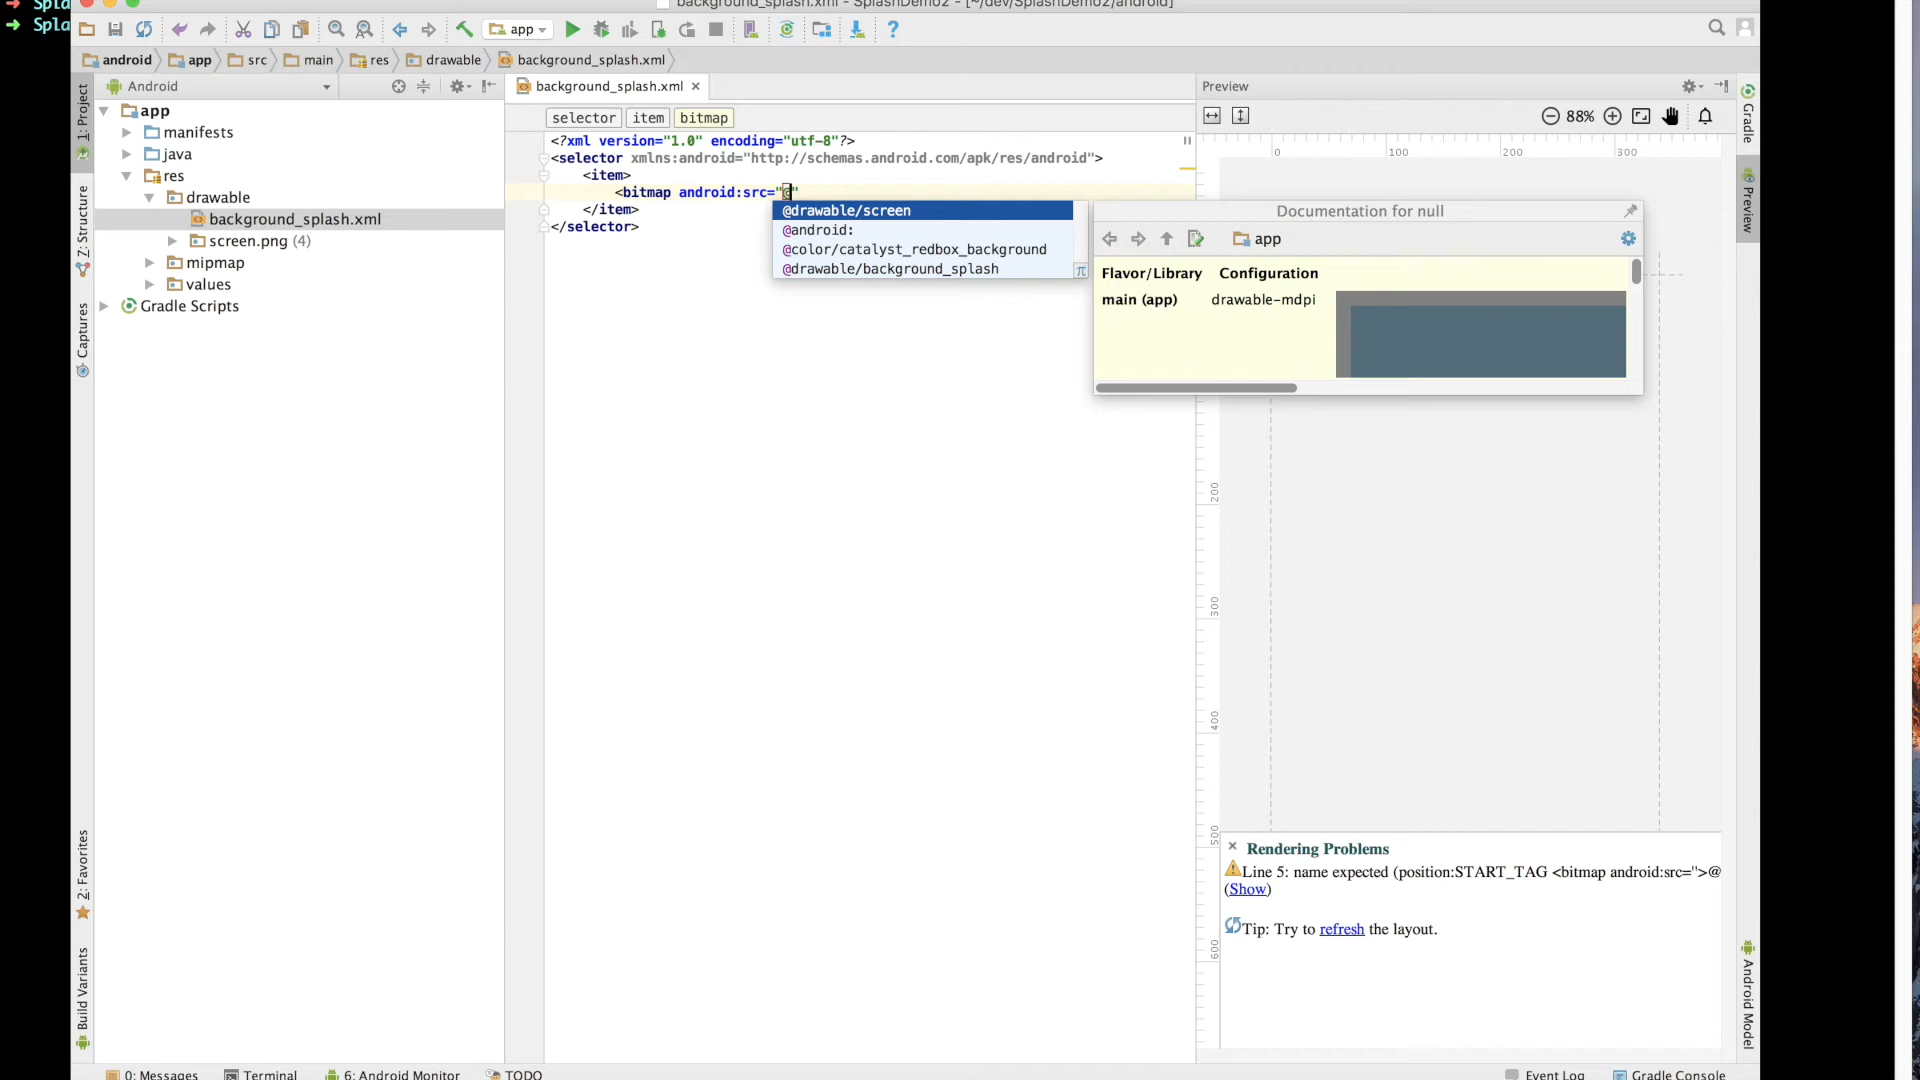 Spla
background_splash.xml - SplashDemo2 - [~/dev/SplashDemo2/android]
Spla
app
android app src main res drawable background_splash.xml
Android
background_splash.xml
Preview
1: Project
app
manifests
java
res
drawable
background_splash.xml
screen.png (4)
mipmap
values
Gradle Scripts
Z: Structure
Captures
2: Favorites
Build Variants
selector item bitmap
<?xml version="1.0" encoding="utf-8"?>
<selector xmlns:android="http://schemas.android.com/apk/res/android">
<item>
<bitmap android:src="@"
</item>
</selector>
@drawable/screen
@android:
@color/catalyst_redbox_background
@drawable/background_splash
π
Documentation for null
app
Flavor/Library Configuration
main (app) drawable-mdpi
88%
0 100 200 300
200
300
400
500
600
Rendering Problems
Line 5: name expected (position:START_TAG <bitmap android:src=''>@
(Show)
Tip: Try to refresh the layout.
Gradle
Preview
Android Model
0: Messages Terminal 6: Android Monitor TODO
Event Log Gradle Console